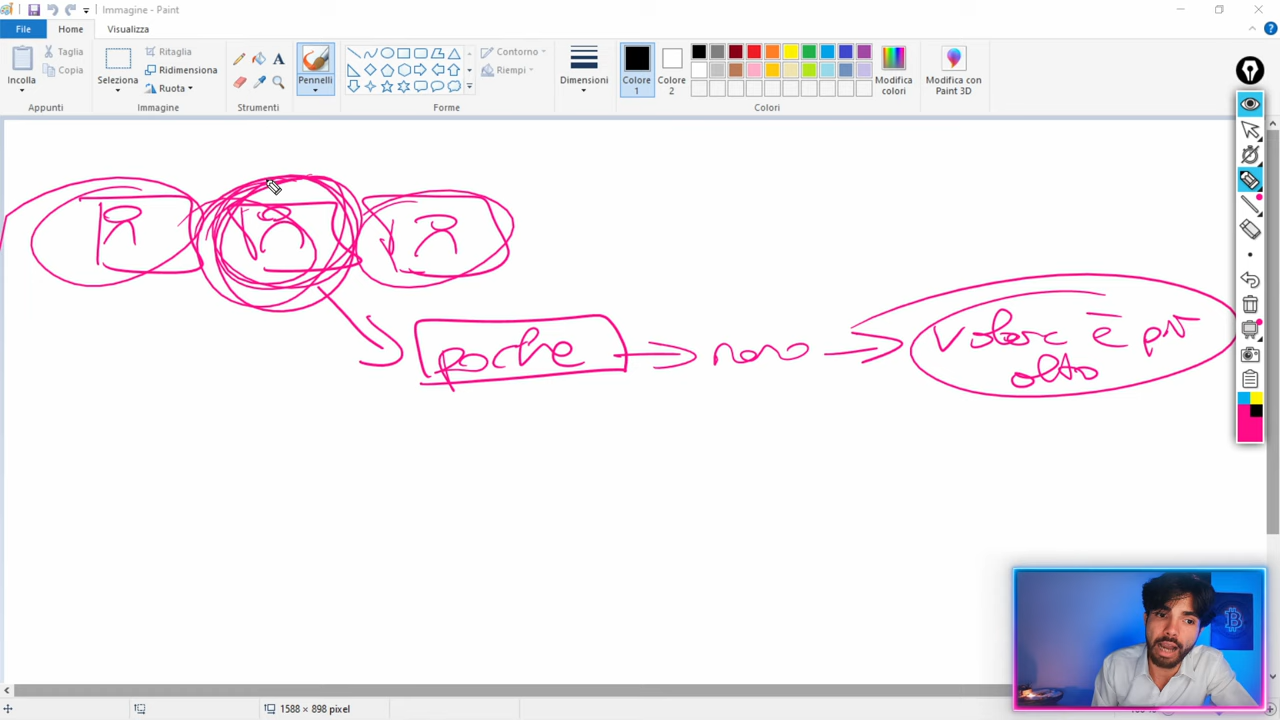 Immagine - Paint
File Home Visualizza
Incolla
Taglia
Copia
Appunti
Seleziona
Ritaglia
Ridimensiona
Ruota
Immagine
Strumenti
Pennelli
Forme
Contorno
Riempi
Dimensioni
Colore 1
Colore 2
Modifica colori
Colori
Modifica con Paint 3D
poche
Valore è più
alto
1588 × 898 pixel